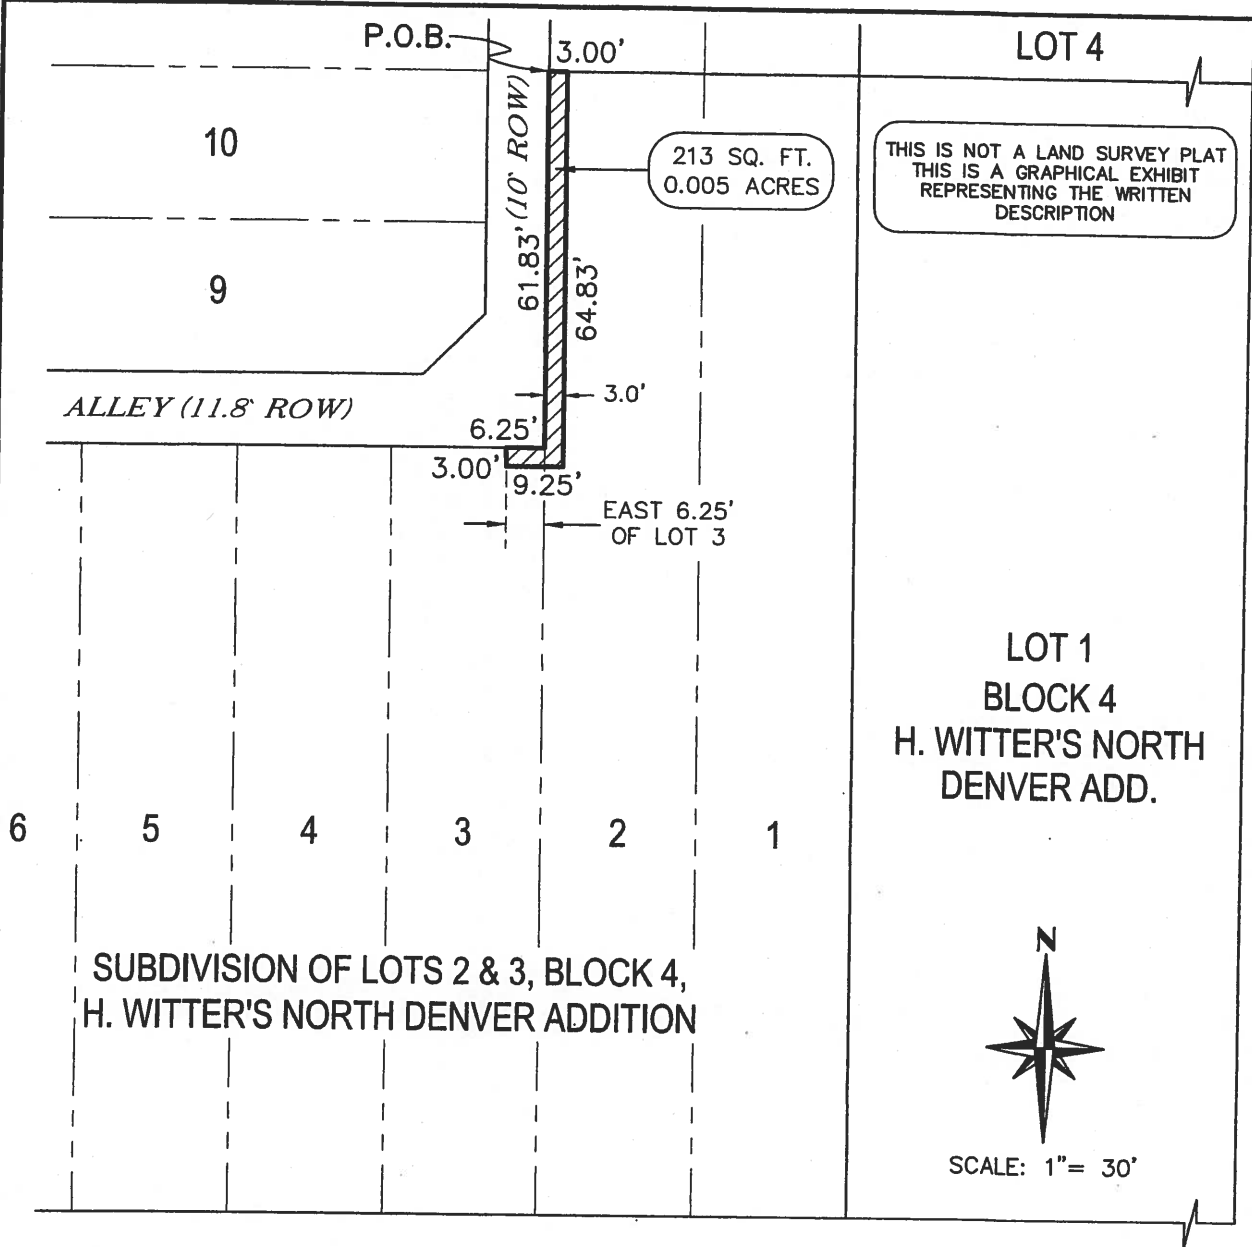 P.O.B.
3.00'
LOT 4
10
(10' ROW)
213 SQ. FT.
0.005 ACRES
THIS IS NOT A LAND SURVEY PLAT
THIS IS A GRAPHICAL EXHIBIT
REPRESENTING THE WRITTEN
DESCRIPTION
9
61.83'
64.83'
3.0'
ALLEY (11.8' ROW)
6.25'
3.00'
9.25'
EAST 6.25'
OF LOT 3
LOT 1
BLOCK 4
H. WITTER'S NORTH
DENVER ADD.
6
5
4
3
2
1
SUBDIVISION OF LOTS 2 & 3, BLOCK 4,
H. WITTER'S NORTH DENVER ADDITION
N
SCALE: 1"= 30'